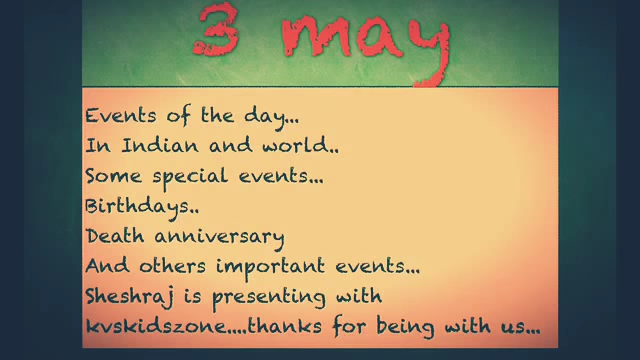 3 may
Events of the day...
In Indian and world..
Some special events...
Birthdays..
Death anniversary
And others important events...
Sheshraj is presenting with
kvskidszone....thanks for being with us...